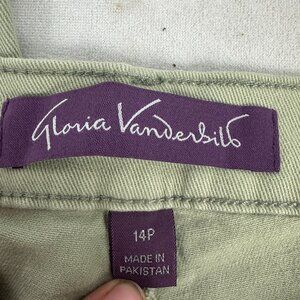 Gloria Vanderbilt
14P
MADE IN
PAKISTAN